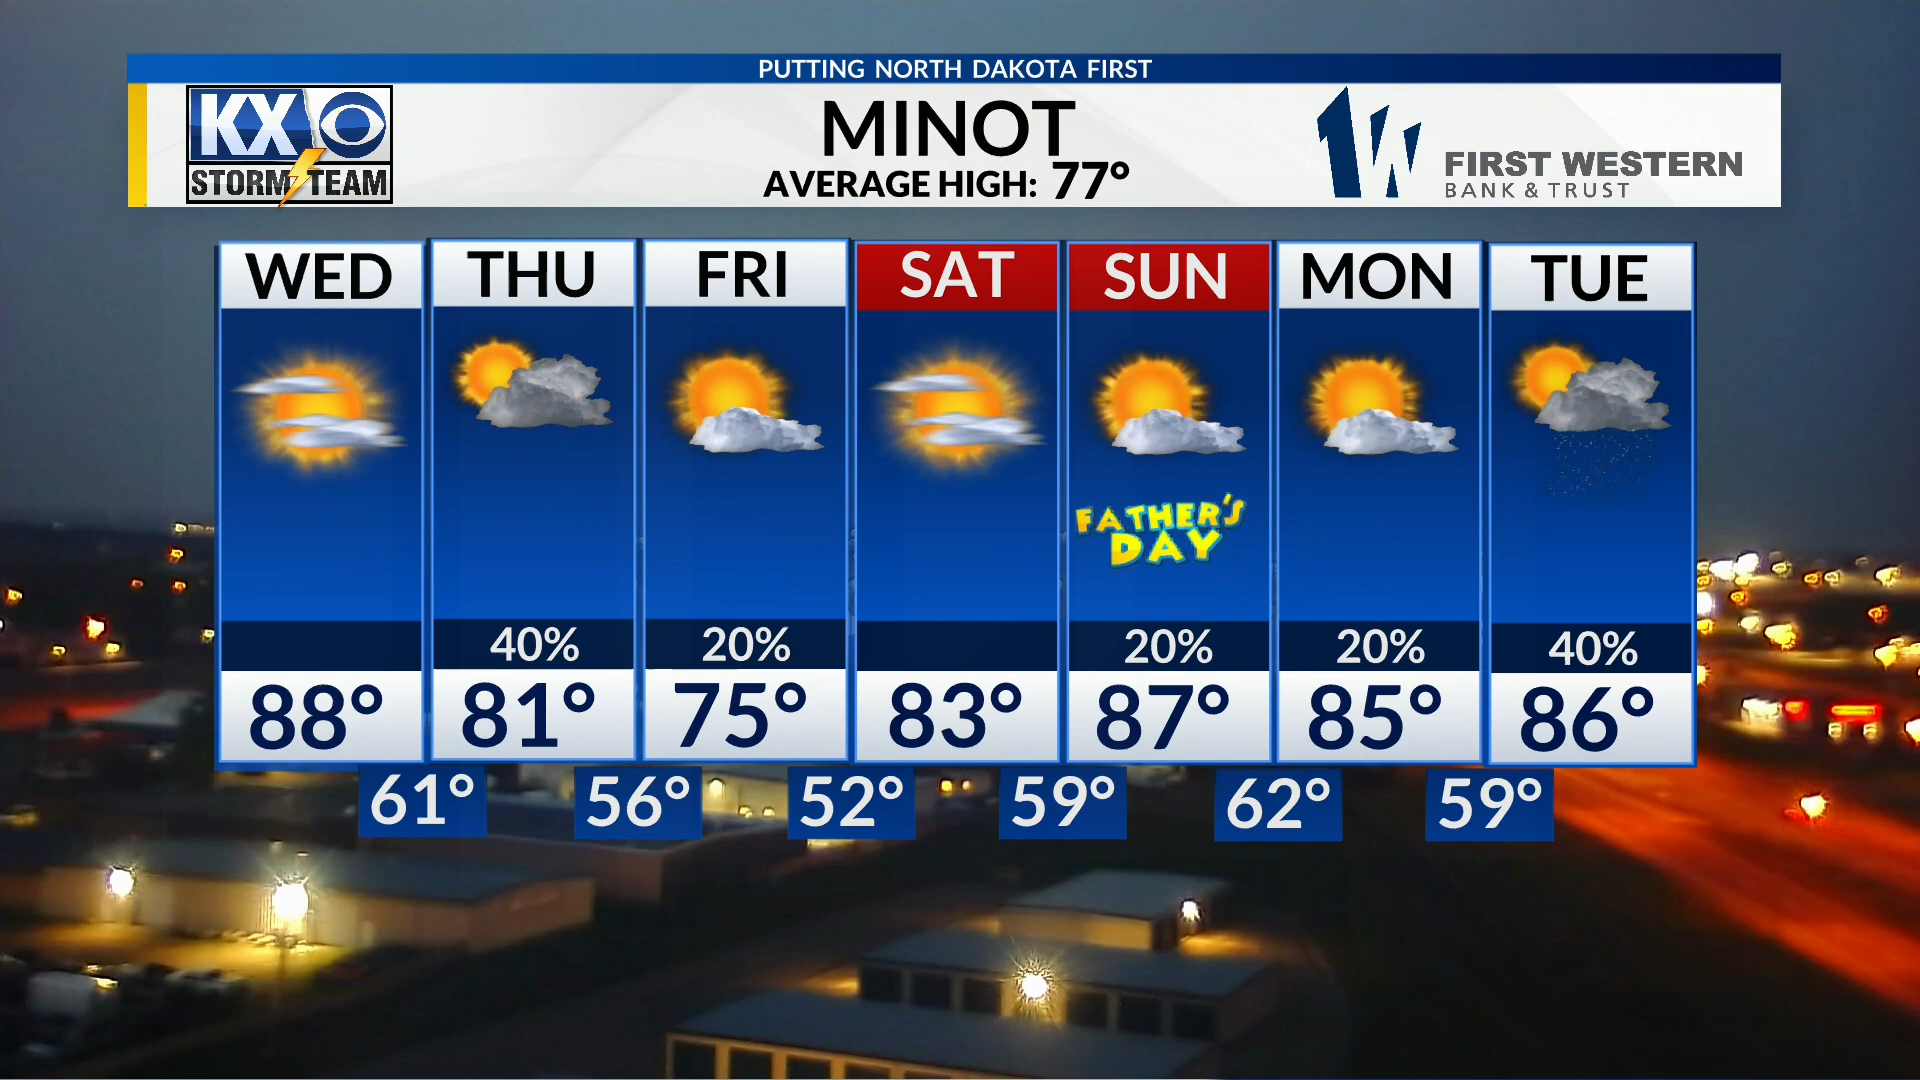 PUTTING NORTH DAKOTA FIRST
KX
STORM TEAM
MINOT
AVERAGE HIGH: 77°
1W
FIRST WESTERN
BANK & TRUST
WED THU FRI SAT SUN MON TUE
FATHER'S
DAY
40% 20% 20% 20% 40%
88° 81° 75° 83° 87° 85° 86°
61° 56° 52° 59° 62° 59°